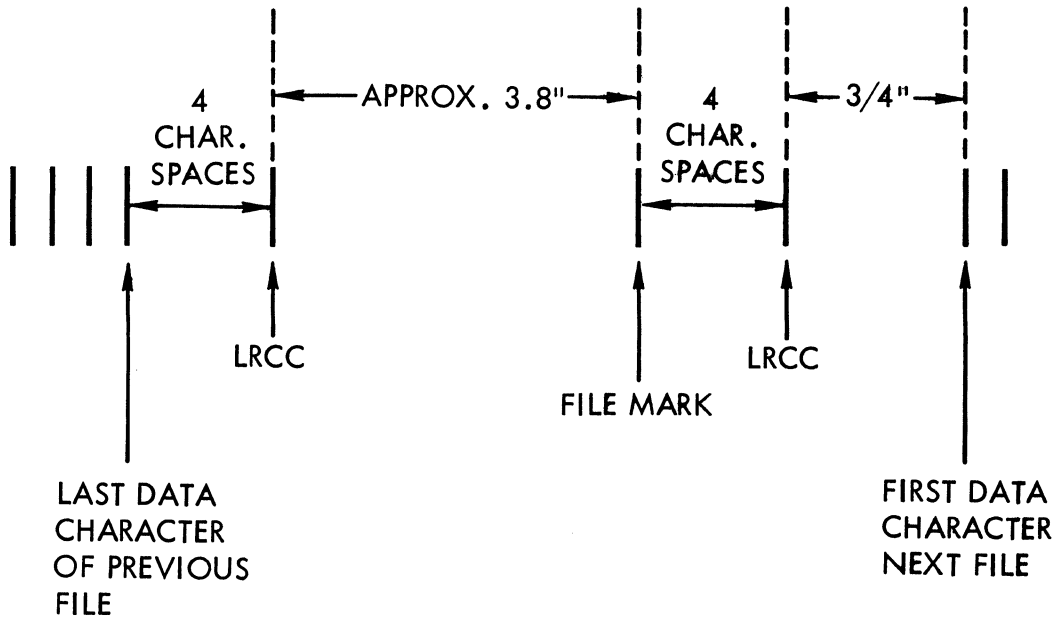 4
CHAR.
SPACES
APPROX. 3.8"
4
CHAR.
SPACES
3/4"
LRCC
FILE MARK
LRCC
LAST DATA
CHARACTER
OF PREVIOUS
FILE
FIRST DATA
CHARACTER
NEXT FILE